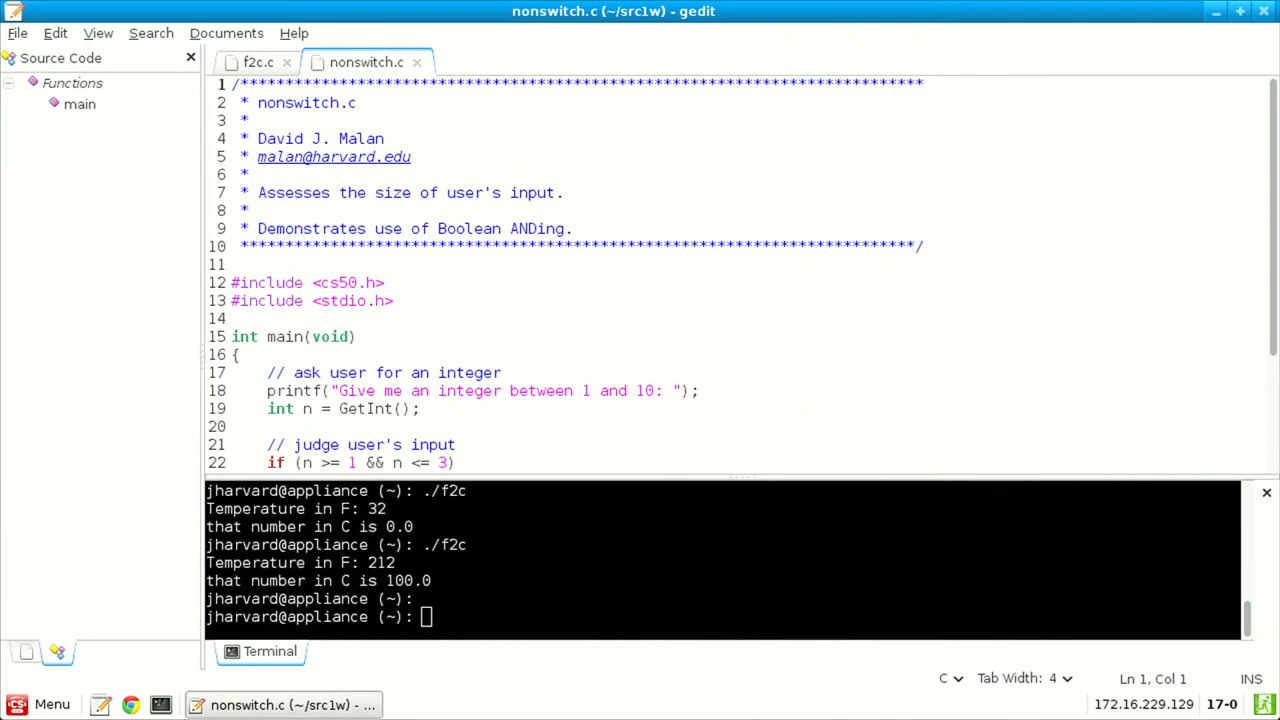 nonswitch.c (~/src1w) - gedit
File Edit View Search Documents Help
Source Code
f2c.c
nonswitch.c
Functions
main
1 /****************************************************************************
2 * nonswitch.c
3 *
4 * David J. Malan
5 * malan@harvard.edu
6 *
7 * Assesses the size of user's input.
8 *
9 * Demonstrates use of Boolean ANDing.
10 ***************************************************************************/
11
12 #include <cs50.h>
13 #include <stdio.h>
14
15 int main(void)
16 {
17 // ask user for an integer
18 printf("Give me an integer between 1 and 10: ");
19 int n = GetInt();
20
21 // judge user's input
22 if (n >= 1 && n <= 3)
jharvard@appliance (~): ./f2c
Temperature in F: 32
that number in C is 0.0
jharvard@appliance (~): ./f2c
Temperature in F: 212
that number in C is 100.0
jharvard@appliance (~):
jharvard@appliance (~):
Terminal
C Tab Width: 4 Ln 1, Col 1 INS
Menu
nonswitch.c (~/src1w) - ...
172.16.229.129 17-0